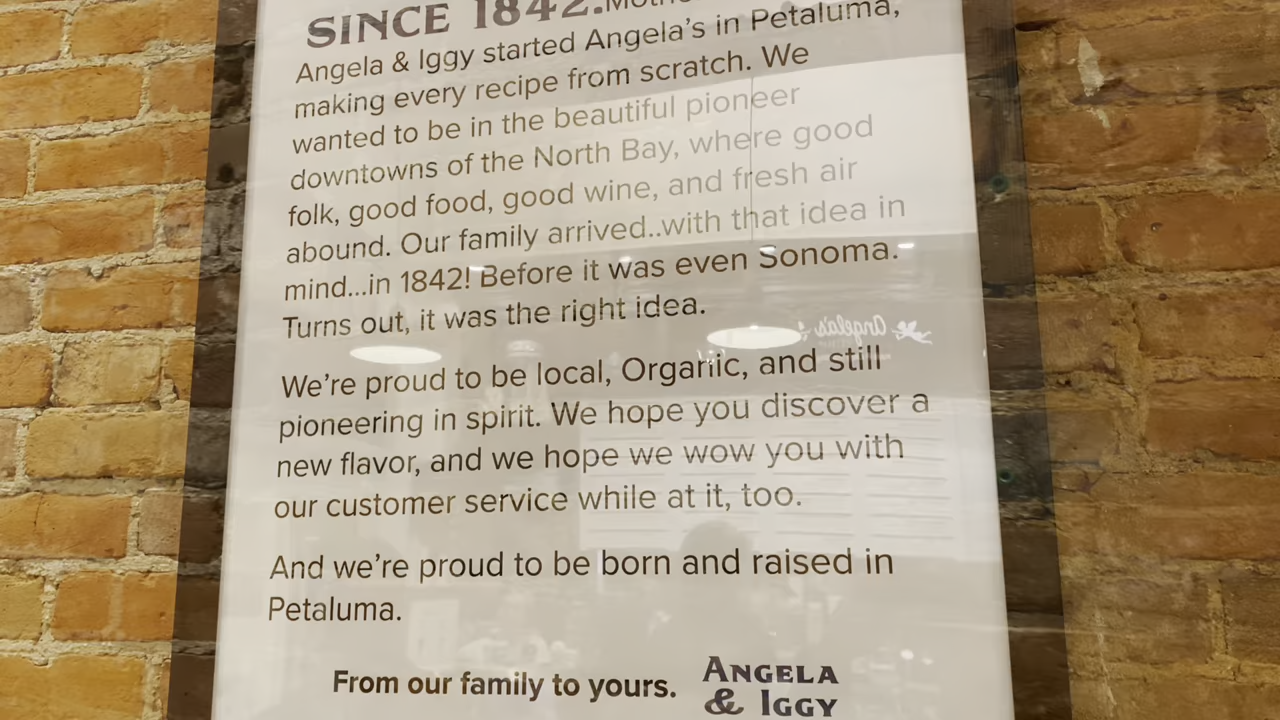 SINCE 1842.
Angela & Iggy started Angela's in Petaluma,
making every recipe from scratch. We
wanted to be in the beautiful pioneer
downtowns of the North Bay, where good
folk, good food, good wine, and fresh air
abound. Our family arrived..with that idea in
mind...in 1842! Before it was even Sonoma.
Turns out, it was the right idea.
Angela's
We're proud to be local, Organic, and still
pioneering in spirit. We hope you discover a
new flavor, and we hope we wow you with
our customer service while at it, too.
And we're proud to be born and raised in
Petaluma.
From our family to yours.
ANGELA
& IGGY